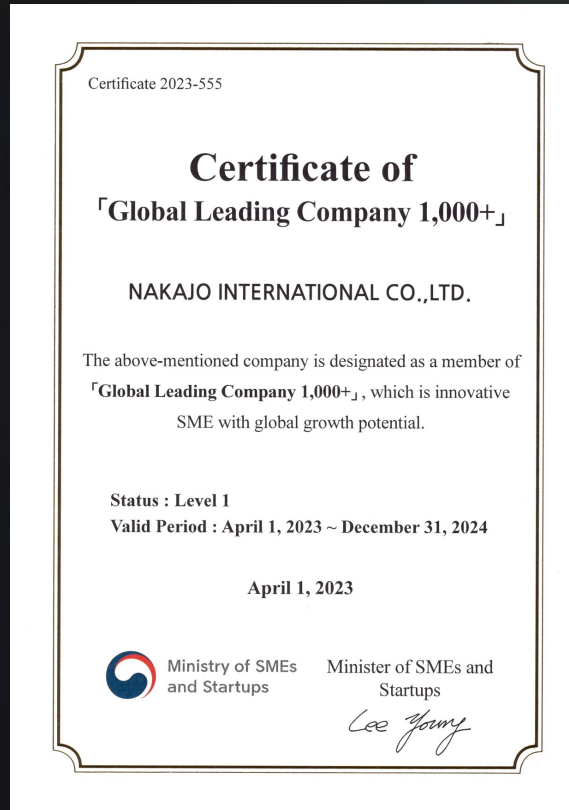 Certificate 2023-555
Certificate of
「Global Leading Company 1,000+」
NAKAJO INTERNATIONAL CO.,LTD.
The above-mentioned company is designated as a member of
「Global Leading Company 1,000+」, which is innovative
SME with global growth potential.
Status : Level 1
Valid Period : April 1, 2023 ~ December 31, 2024
April 1, 2023
Ministry of SMEs
and Startups
Minister of SMEs and
Startups
Lee Young